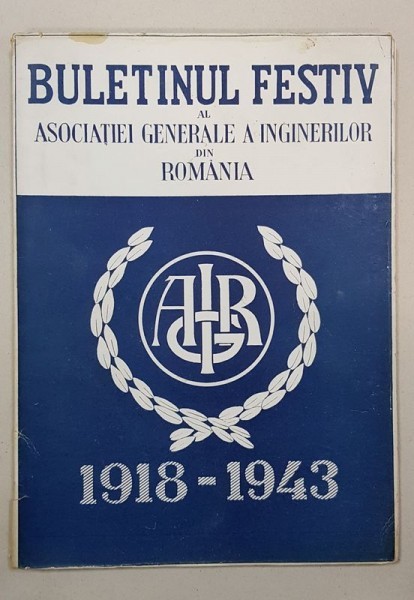 BULETINUL FESTIV
AL
ASOCIAȚIEI GENERALE A INGINERILOR
DIN
ROMÂNIA
AGIR
1918-1943